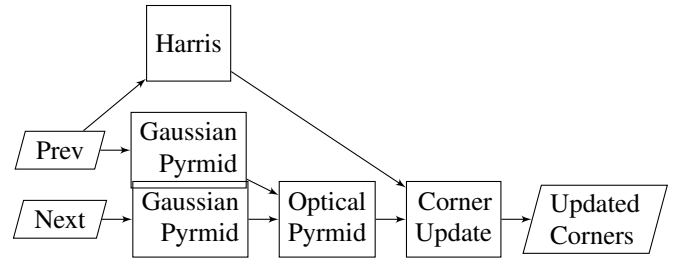 Harris
Prev
Gaussian
Pyrmid
Next
Gaussian
Pyrmid
Optical
Pyrmid
Corner
Update
Updated
Corners